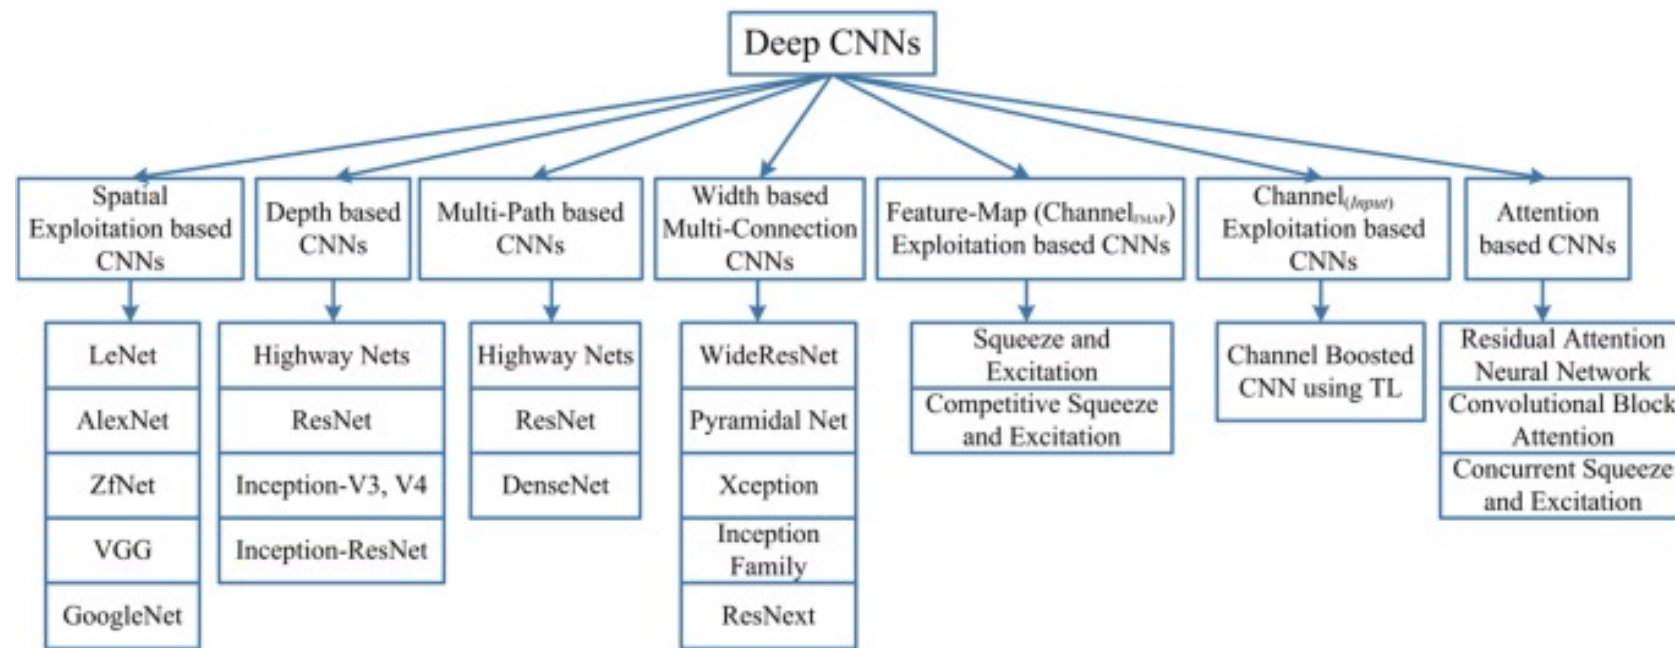 Deep CNNs
Spatial
Exploitation based
CNNs
Depth based
CNNs
Multi-Path based
CNNs
Width based
Multi-Connection
CNNs
Feature-Map (Channel_FMAP)
Exploitation based CNNs
Channel(Input)
Exploitation based
CNNs
Attention
based CNNs
LeNet
AlexNet
ZfNet
VGG
GoogleNet
Highway Nets
ResNet
Inception-V3, V4
Inception-ResNet
Highway Nets
ResNet
DenseNet
WideResNet
Pyramidal Net
Xception
Inception
Family
ResNext
Squeeze and
Excitation
Competitive Squeeze
and Excitation
Channel Boosted
CNN using TL
Residual Attention
Neural Network
Convolutional Block
Attention
Concurrent Squeeze
and Excitation